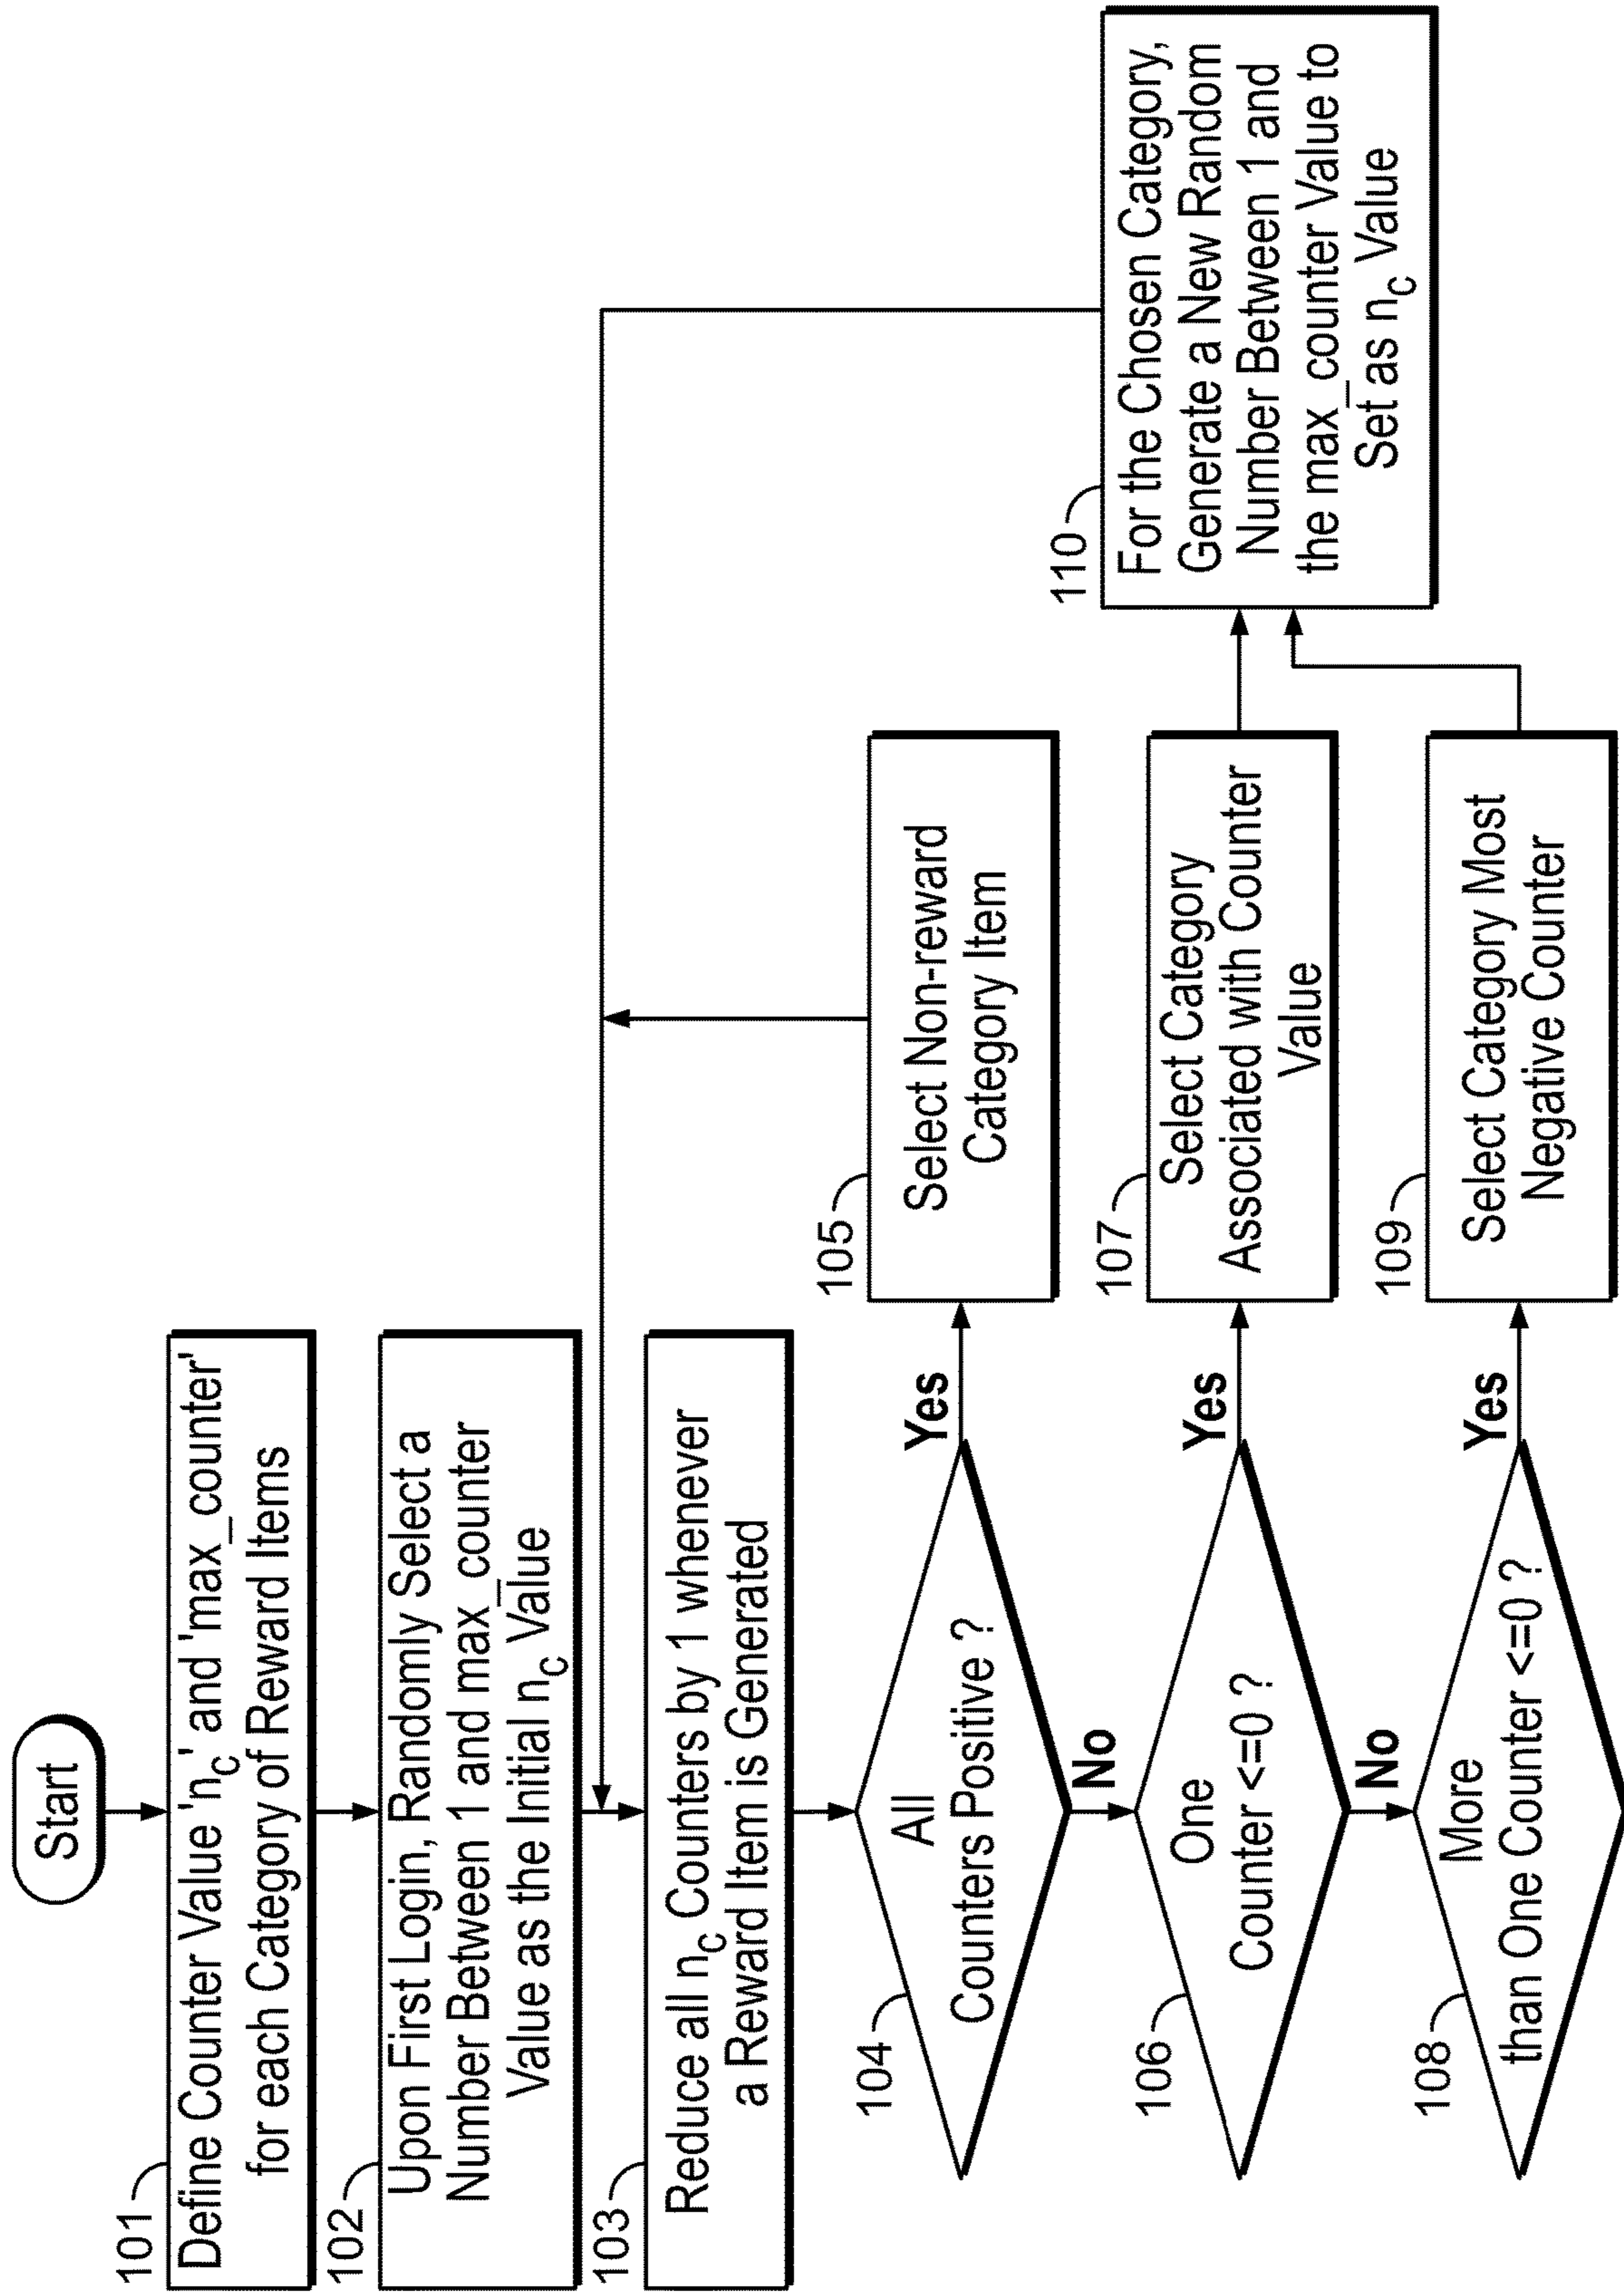 Start
101
Define Counter Value 'nc' and 'max_counter'
for each Category of Reward Items
102
Upon First Login, Randomly Select a
Number Between 1 and max_counter
Value as the Initial nc Value
103
Reduce all nc Counters by 1 whenever
a Reward Item is Generated
104
All
Counters Positive ?
Yes
105
Select Non-reward
Category Item
No
106
One
Counter <=0 ?
Yes
107
Select Category
Associated with Counter
Value
No
108
More
than One Counter <=0 ?
Yes
109
Select Category Most
Negative Counter
110
For the Chosen Category,
Generate a New Random
Number Between 1 and
the max_counter Value to
Set as nc Value